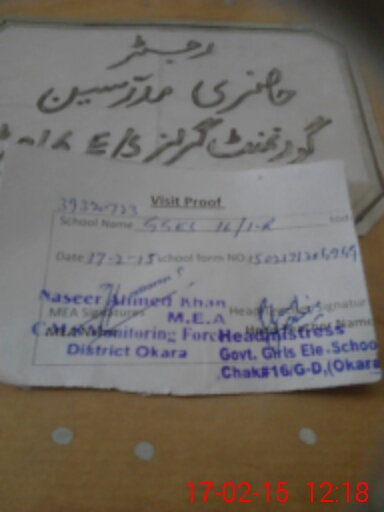 رجسٹر
حاضری مدرسین
گورنمنٹ گرلز E/S
Visit Proof
39320733
School Name GGES 16/1-R
Date 17-2-15 School form NO
Naseer Ahmed Khan
MEA Signatures
M.E.A
Monitoring Force
District Okara
Headmistress
Govt. Girls Ele. Schoo
Chak#16/G-D,(Okara
17-02-15 12:18